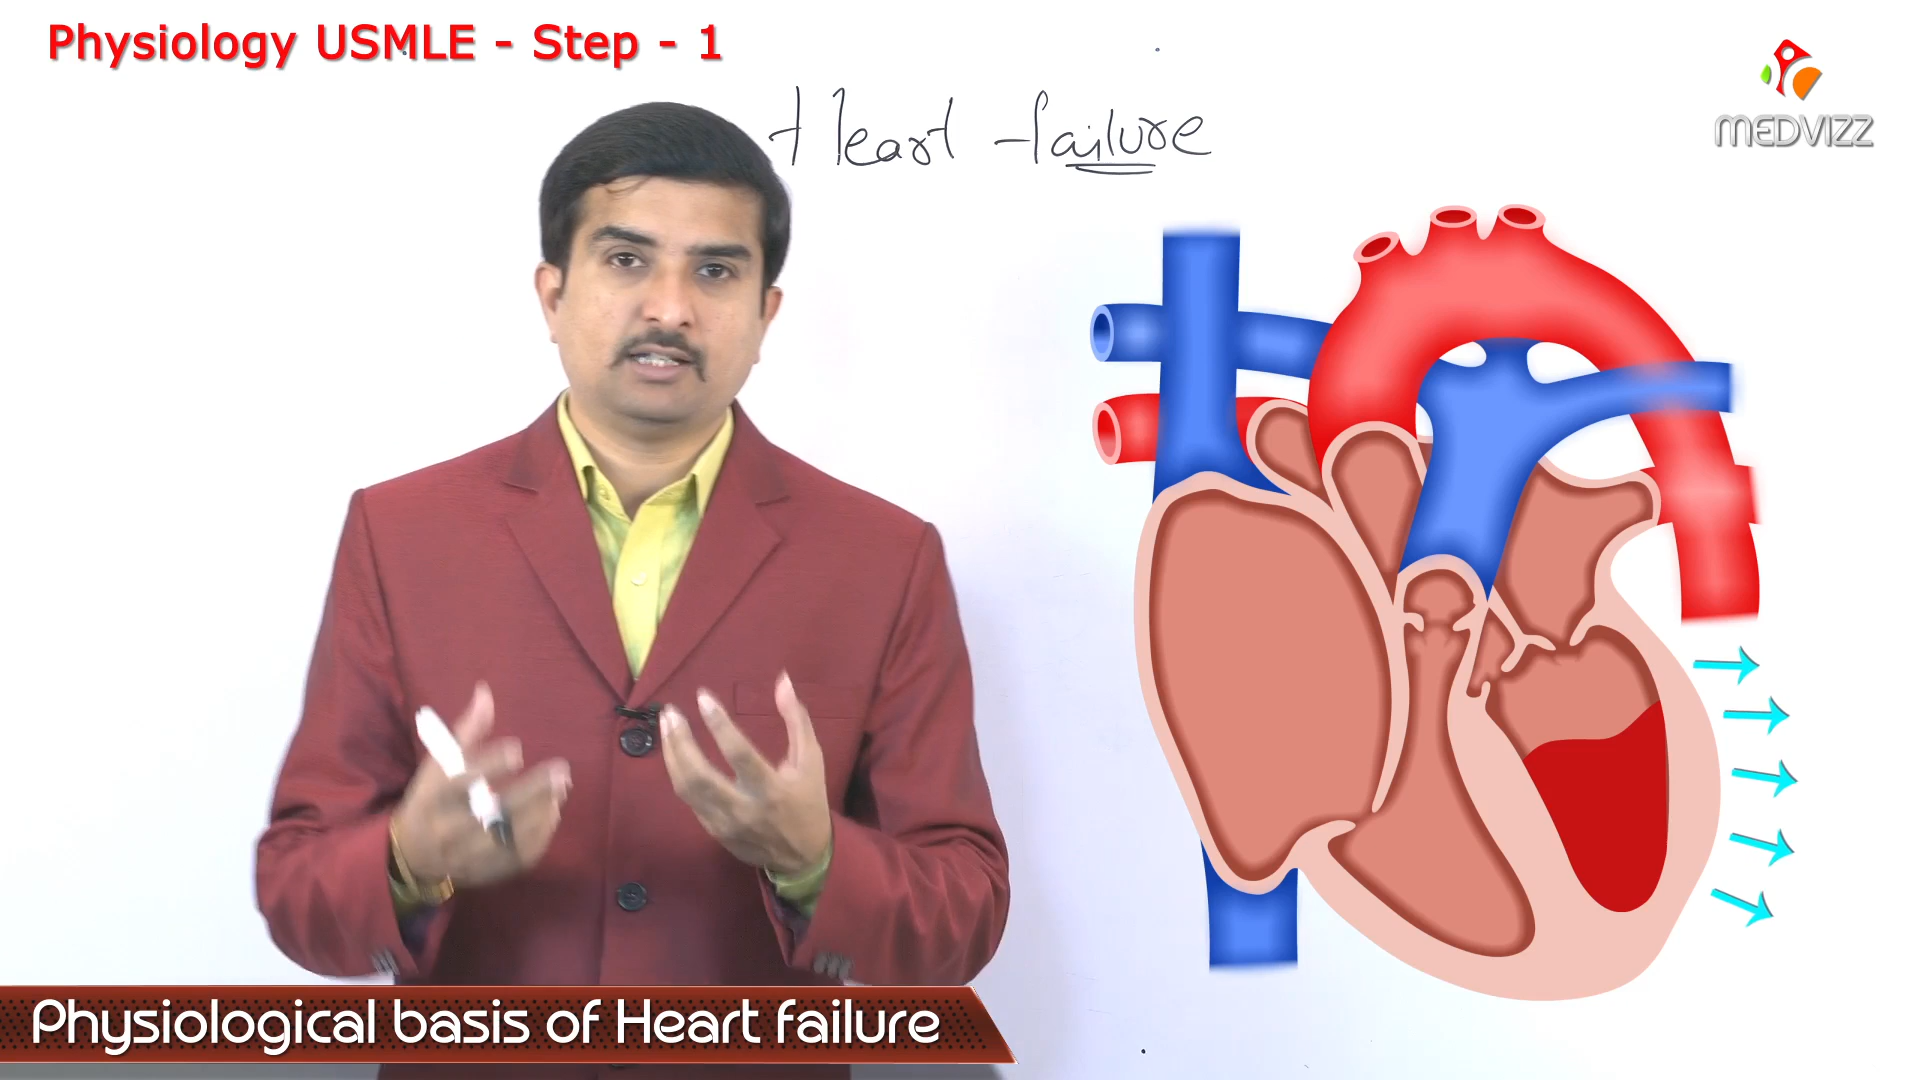 Physiology USMLE - Step - 1
Heart failure
MEDVIZZ
Physiological basis of Heart failure